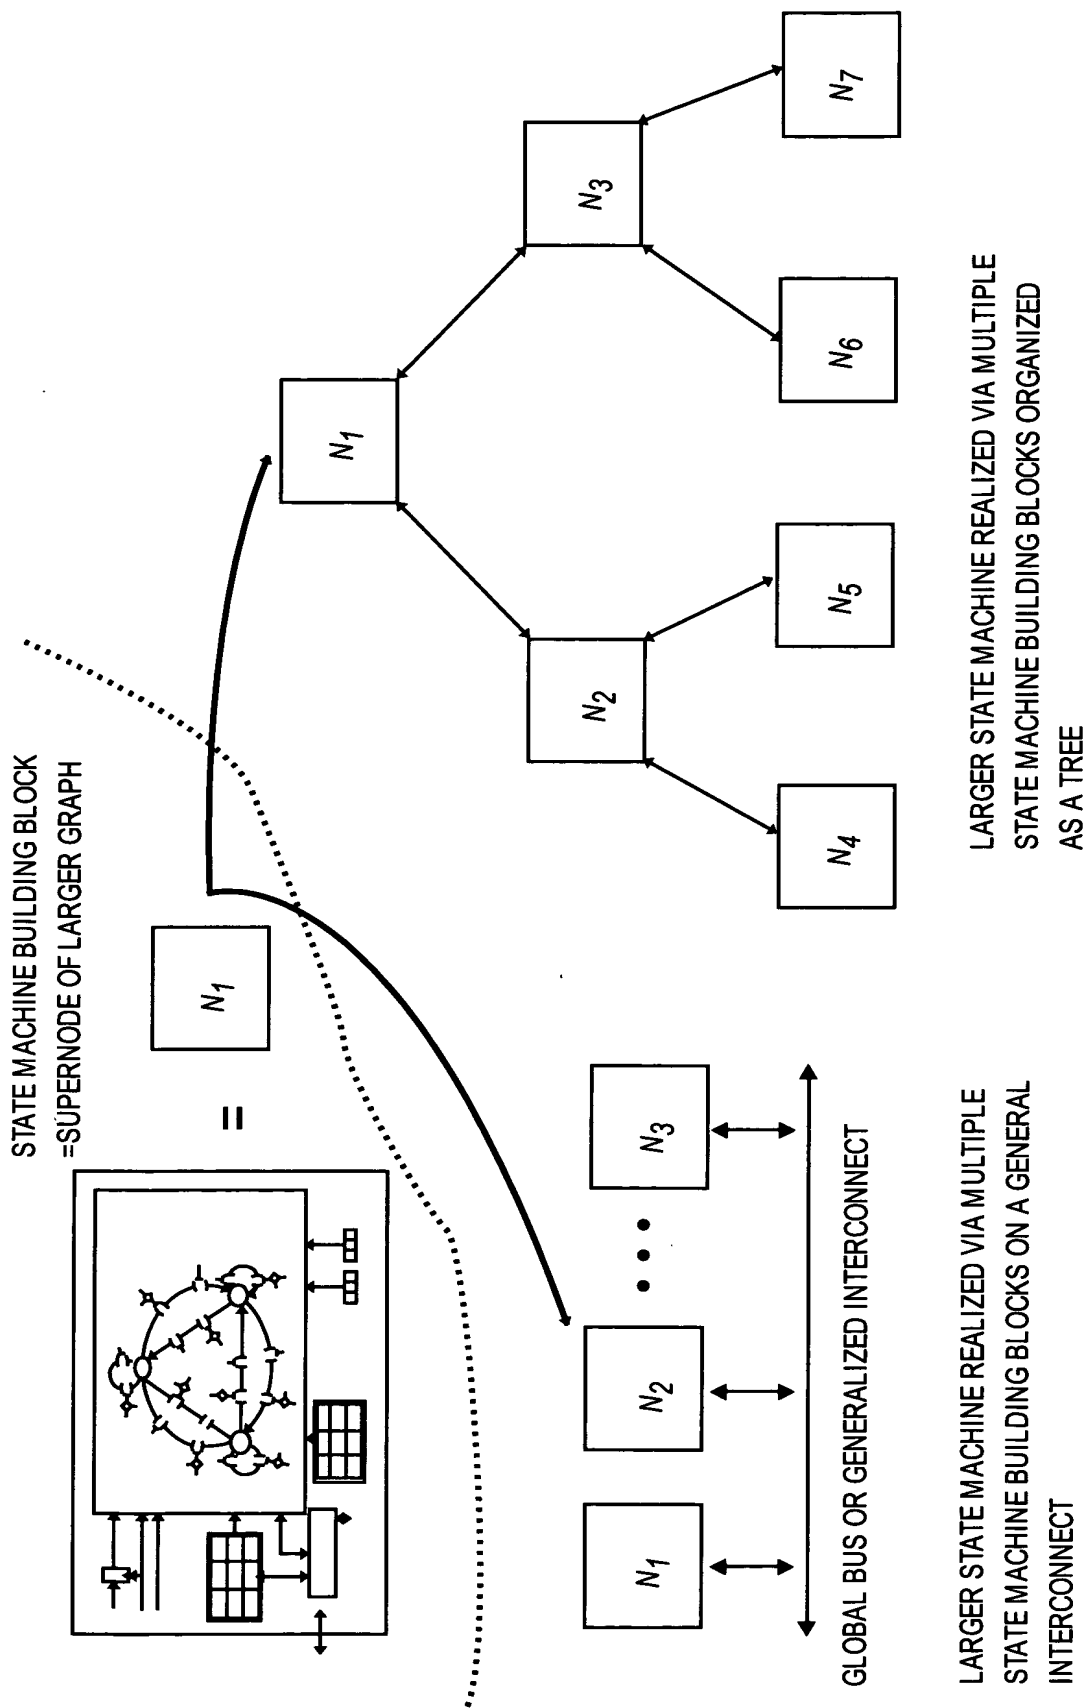 STATE MACHINE BUILDING BLOCK
=SUPERNODE OF LARGER GRAPH
=
N1
N1
N2
N3
N4
N5
N6
N7
LARGER STATE MACHINE REALIZED VIA MULTIPLE
STATE MACHINE BUILDING BLOCKS ORGANIZED
AS A TREE
N1
N2
• • •
N3
GLOBAL BUS OR GENERALIZED INTERCONNECT
LARGER STATE MACHINE REALIZED VIA MULTIPLE
STATE MACHINE BUILDING BLOCKS ON A GENERAL
INTERCONNECT